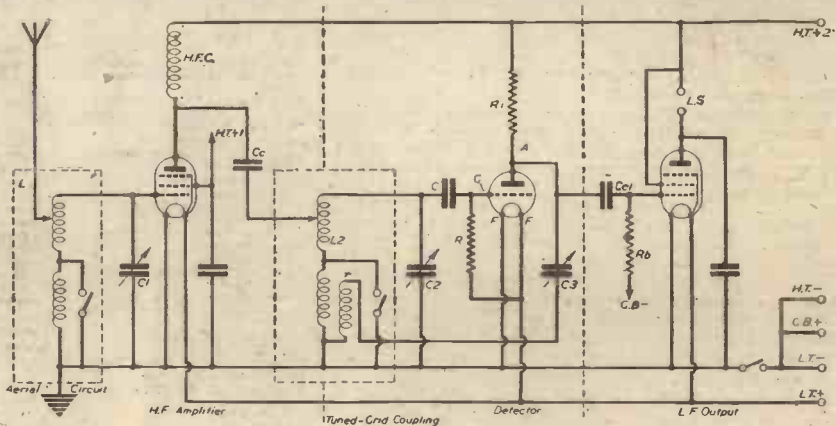 H.T.+2
H.F.C.
R1
L.S
H.T.+1
A
Cc
L
C
G
Cc1
L2
F
F
R
Rb
C1
C2
C3
r
G.B-
H.T.-
G.B.+
L.T.-
L.T.+
Aerial Circuit
H.F. Amplifier
Tuned-Grid Coupling
Detector
L.F. Output